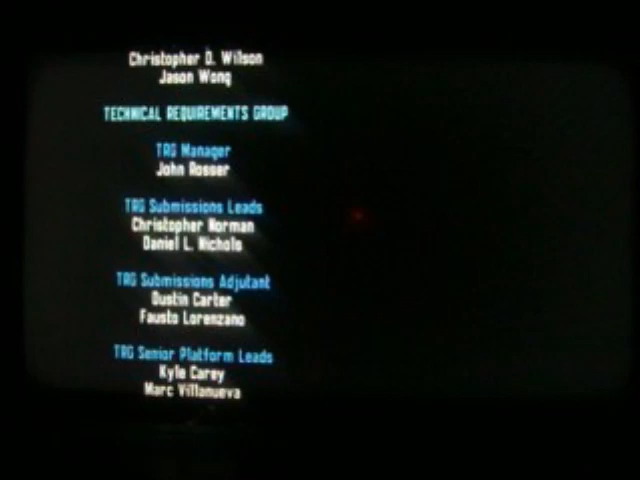 Christopher D. Wilson
Jason Wong
TECHNICAL REQUIREMENTS GROUP
TRG Manager
John Rosser
TRG Submissions Leads
Christopher Norman
Daniel L. Nichols
TRG Submissions Adjutant
Dustin Carter
Fausto Lorenzano
TRG Senior Platform Leads
Kyle Carey
Marc Villanueva